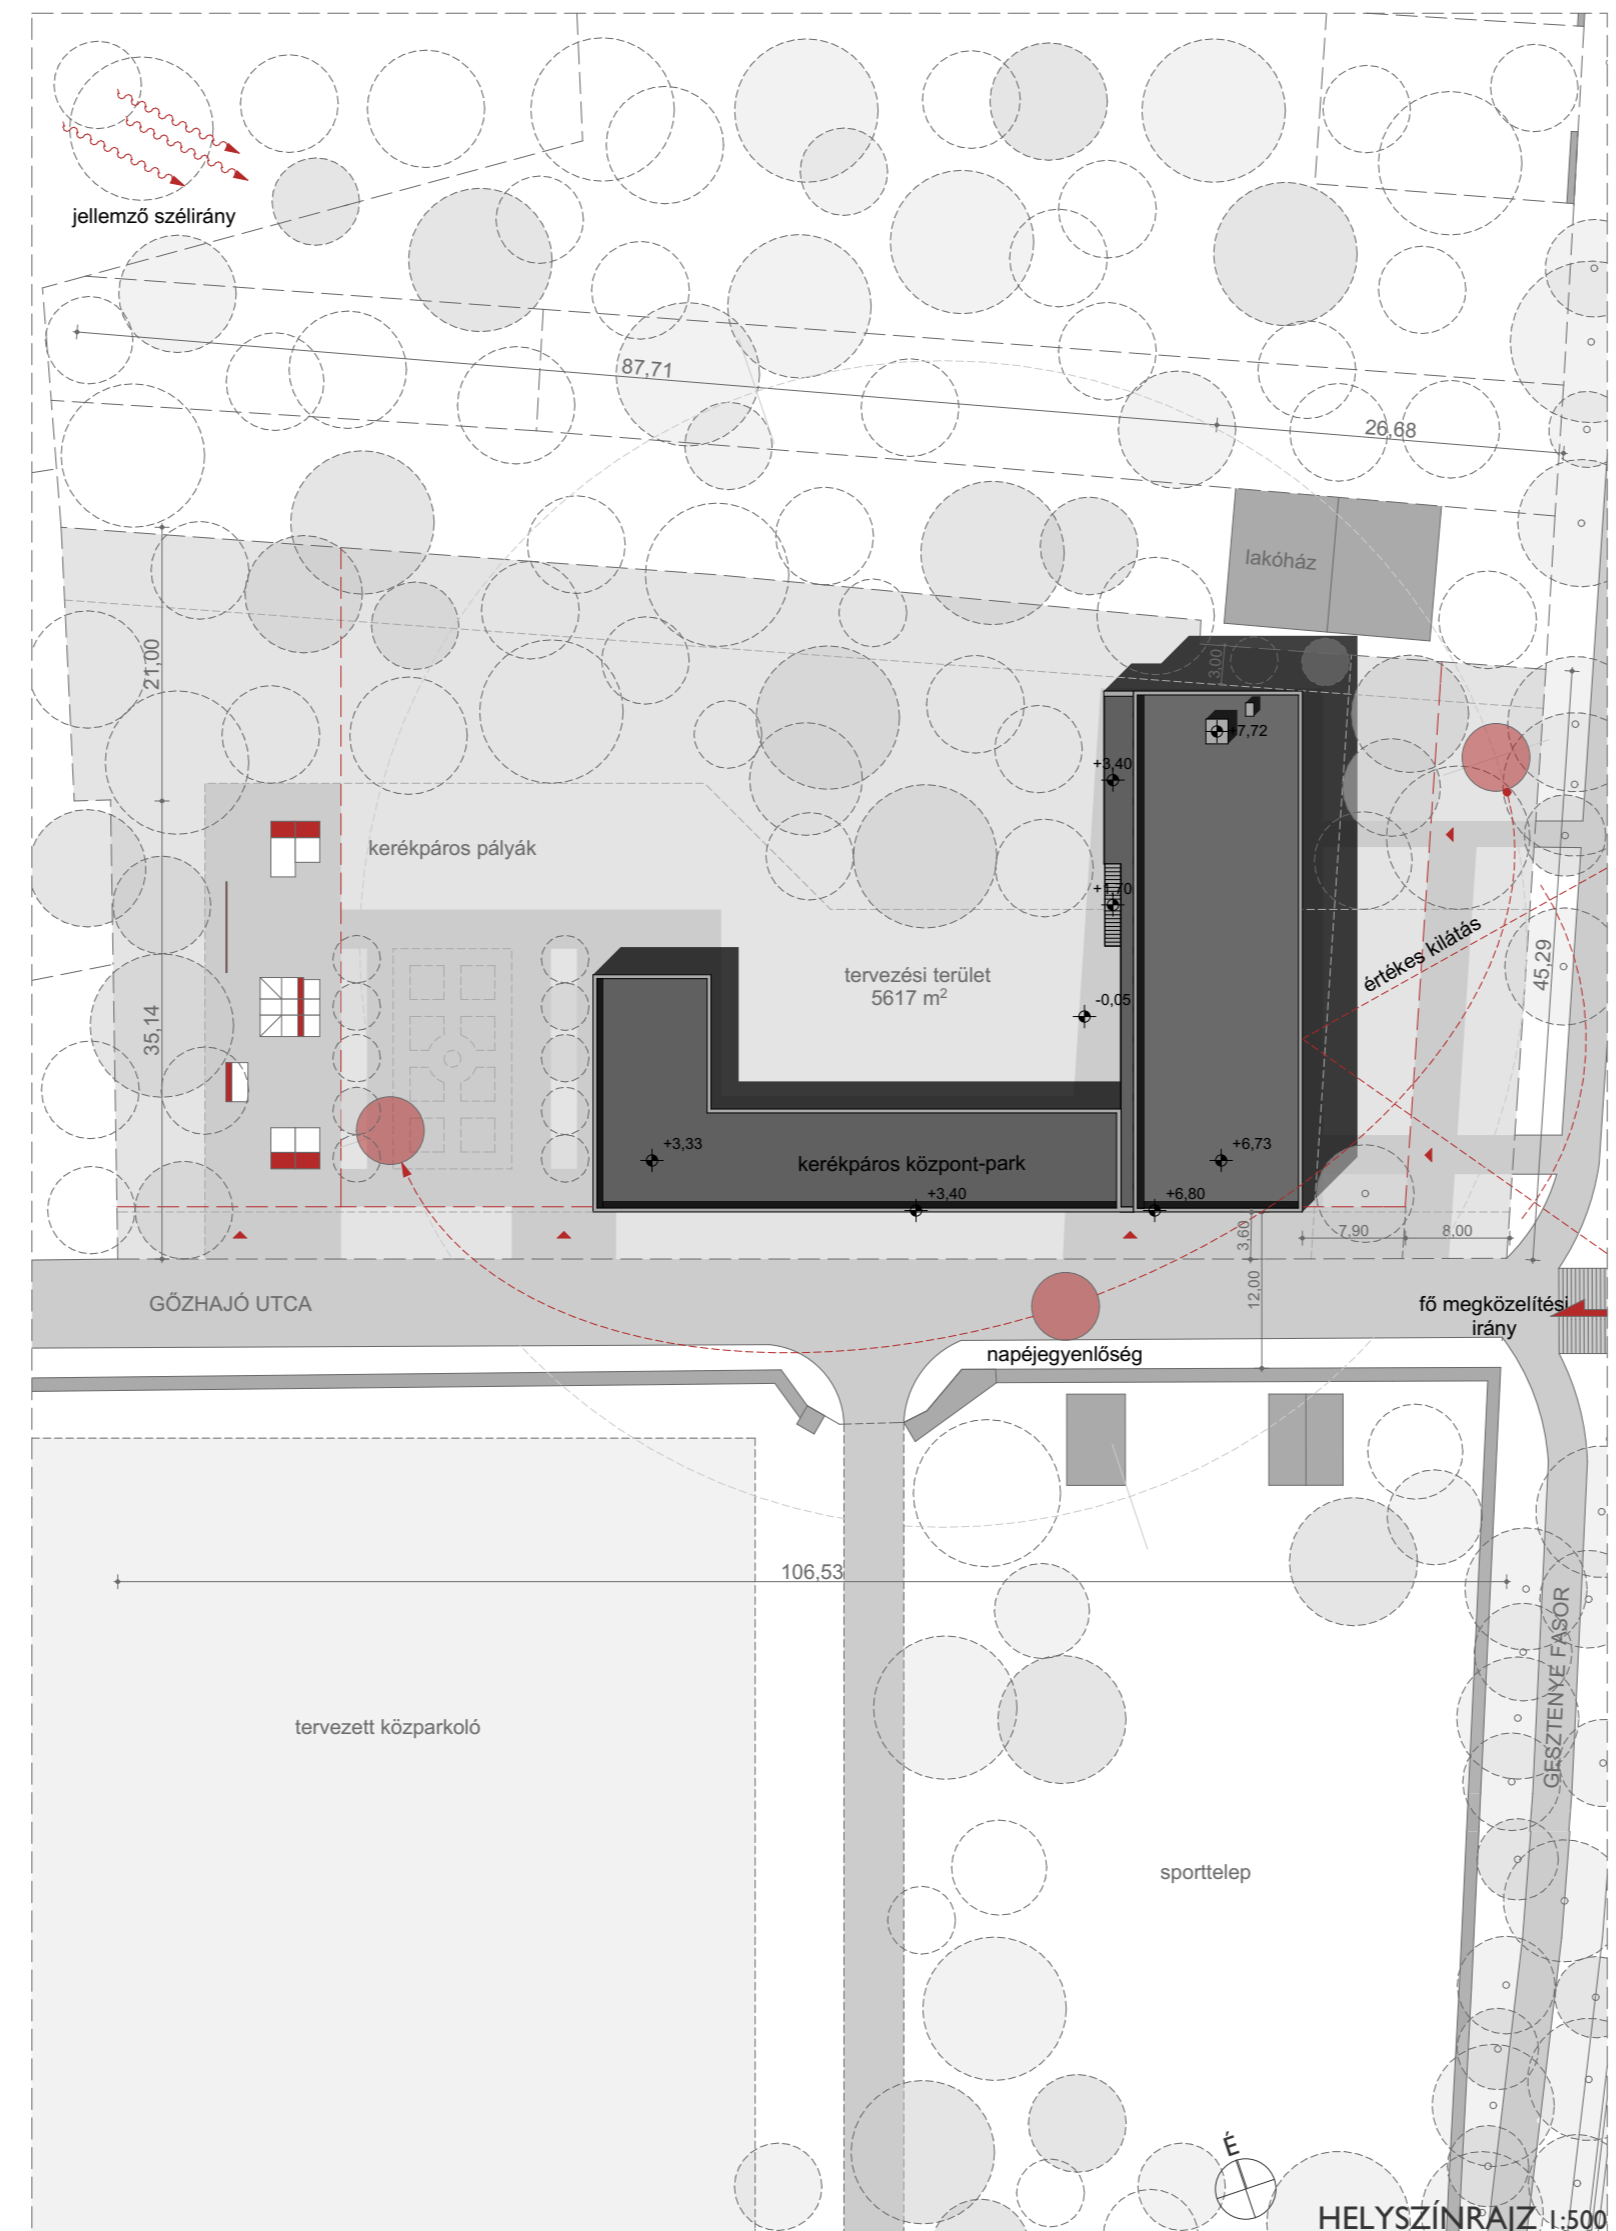 jellemző szélirány
87,71
26,68
lakóház
3,00
21,00
+7,72
+3,40
kerékpáros pályák
+1,70
értékes kilátás
tervezési terület
5617 m²
45,29
-0,05
35,14
+3,33
kerékpáros központ-park
+6,73
+3,40
+6,80
3,60
7,90
8,00
12,00
GŐZHAJÓ UTCA
fő megközelítési
irány
napéjegyenlőség
106,53
GESZTENYE FASOR
tervezett közparkoló
sporttelep
É
HELYSZÍNRAJZ 1:500